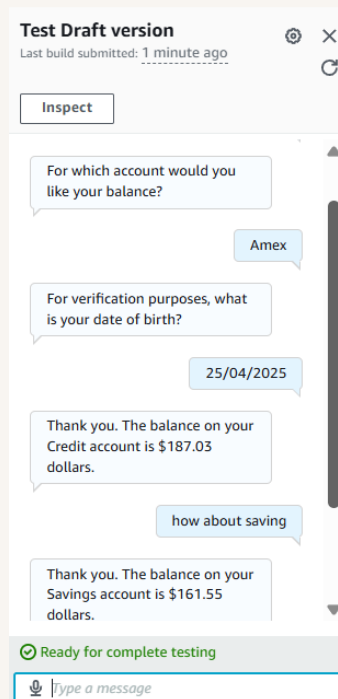 Test Draft version
Last build submitted: 1 minute ago
Inspect
For which account would you
like your balance?
Amex
For verification purposes, what
is your date of birth?
25/04/2025
Thank you. The balance on your
Credit account is $187.03
dollars.
how about saving
Thank you. The balance on your
Savings account is $161.55
dollars.
Ready for complete testing
Type a message